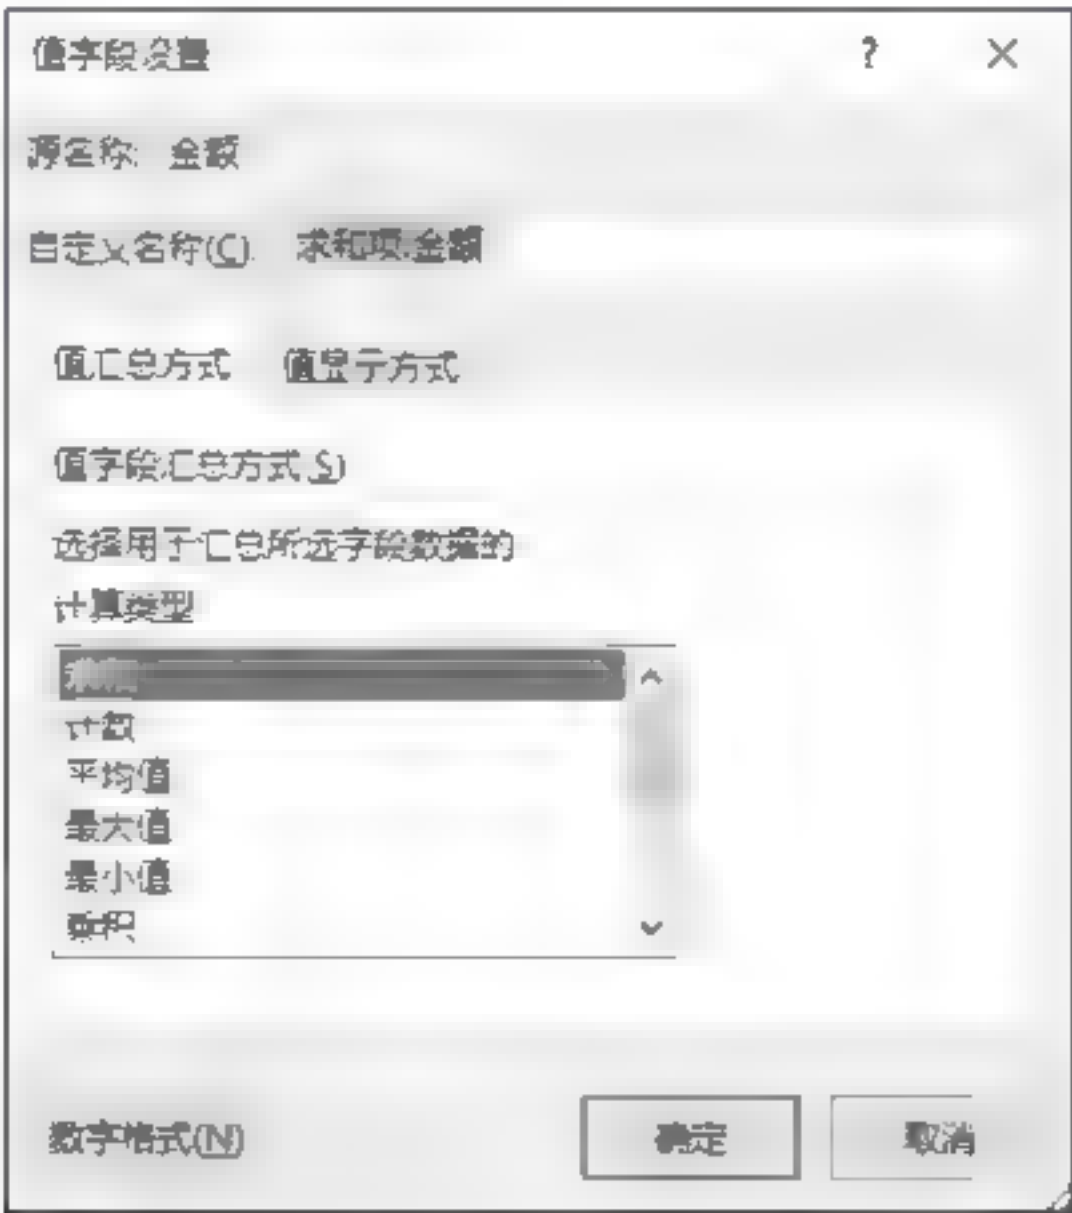 值字段设置 ?
源名称: 金额
自定义名称(C): 求和项:金额
值汇总方式 值显示方式
值字段汇总方式(S)
选择用于汇总所选字段数据的
计算类型
求和
计数
平均值
最大值
最小值
乘积
数字格式(N) 确定 取消